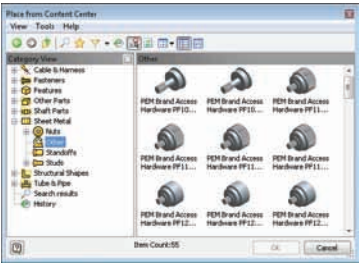 Place from Content Center
View Tools Help
Category View
Other
Cable & Harness
Fasteners
Features
Other Parts
Shaft Parts
Sheet Metal
Nuts
Other
Standoffs
Studs
Structural Shapes
Tube & Pipe
Search results
History
PEM Brand Access Hardware PF10...
PEM Brand Access Hardware PF10...
PEM Brand Access Hardware PF11...
PEM Brand Access Hardware PF11...
PEM Brand Access Hardware PF11...
PEM Brand Access Hardware PF11...
PEM Brand Access Hardware PF12...
PEM Brand Access Hardware PF12...
PEM Brand Access Hardware PF12...
Item Count:55
OK
Cancel